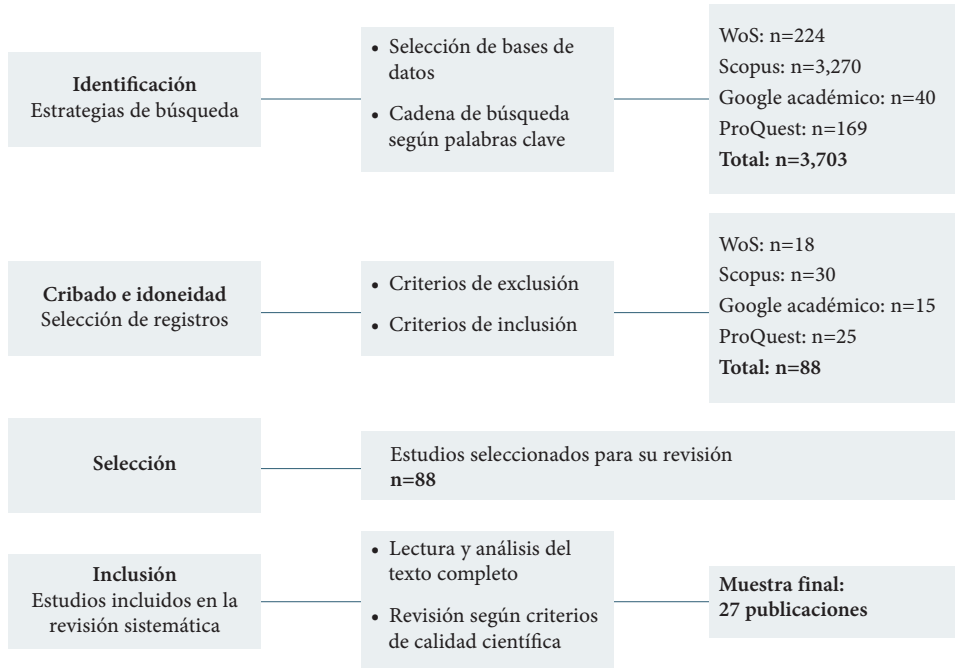 Identificación
Estrategias de búsqueda
• Selección de bases de
datos
• Cadena de búsqueda
según palabras clave
WoS: n=224
Scopus: n=3,270
Google académico: n=40
ProQuest: n=169
Total: n=3,703
Cribado e idoneidad
Selección de registros
• Criterios de exclusión
• Criterios de inclusión
WoS: n=18
Scopus: n=30
Google académico: n=15
ProQuest: n=25
Total: n=88
Selección
Estudios seleccionados para su revisión
n=88
Inclusión
Estudios incluidos en la
revisión sistemática
• Lectura y análisis del
texto completo
• Revisión según criterios
de calidad científica
Muestra final:
27 publicaciones